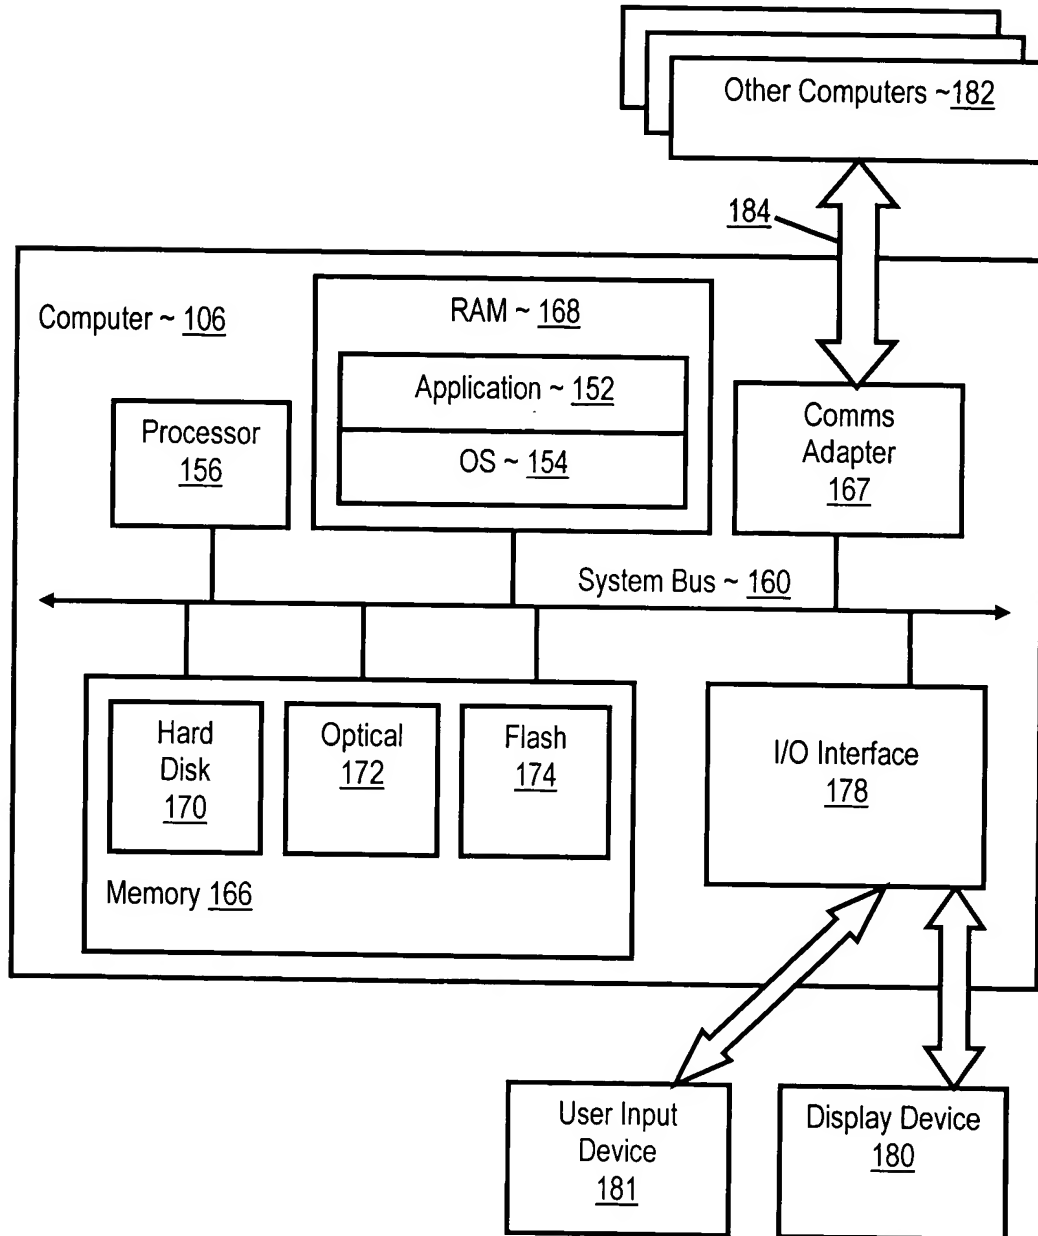 Other Computers ~182
184
Computer ~ 106
RAM ~ 168
Application ~ 152
OS ~ 154
Processor
156
Comms
Adapter
167
System Bus ~ 160
Hard
Disk
170
Optical
172
Flash
174
Memory 166
I/O Interface
178
User Input
Device
181
Display Device
180